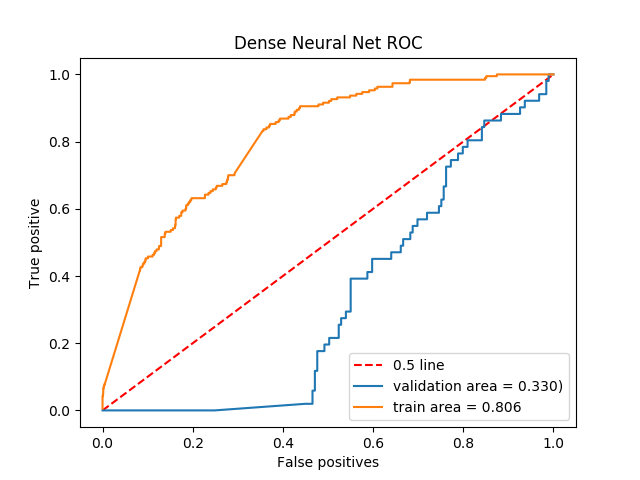 Dense Neural Net ROC
1.0
0.8
0.6
0.4
0.2
0.0
True positive
0.5 line
validation area = 0.330)
train area = 0.806
0.0 0.2 0.4 0.6 0.8 1.0
False positives